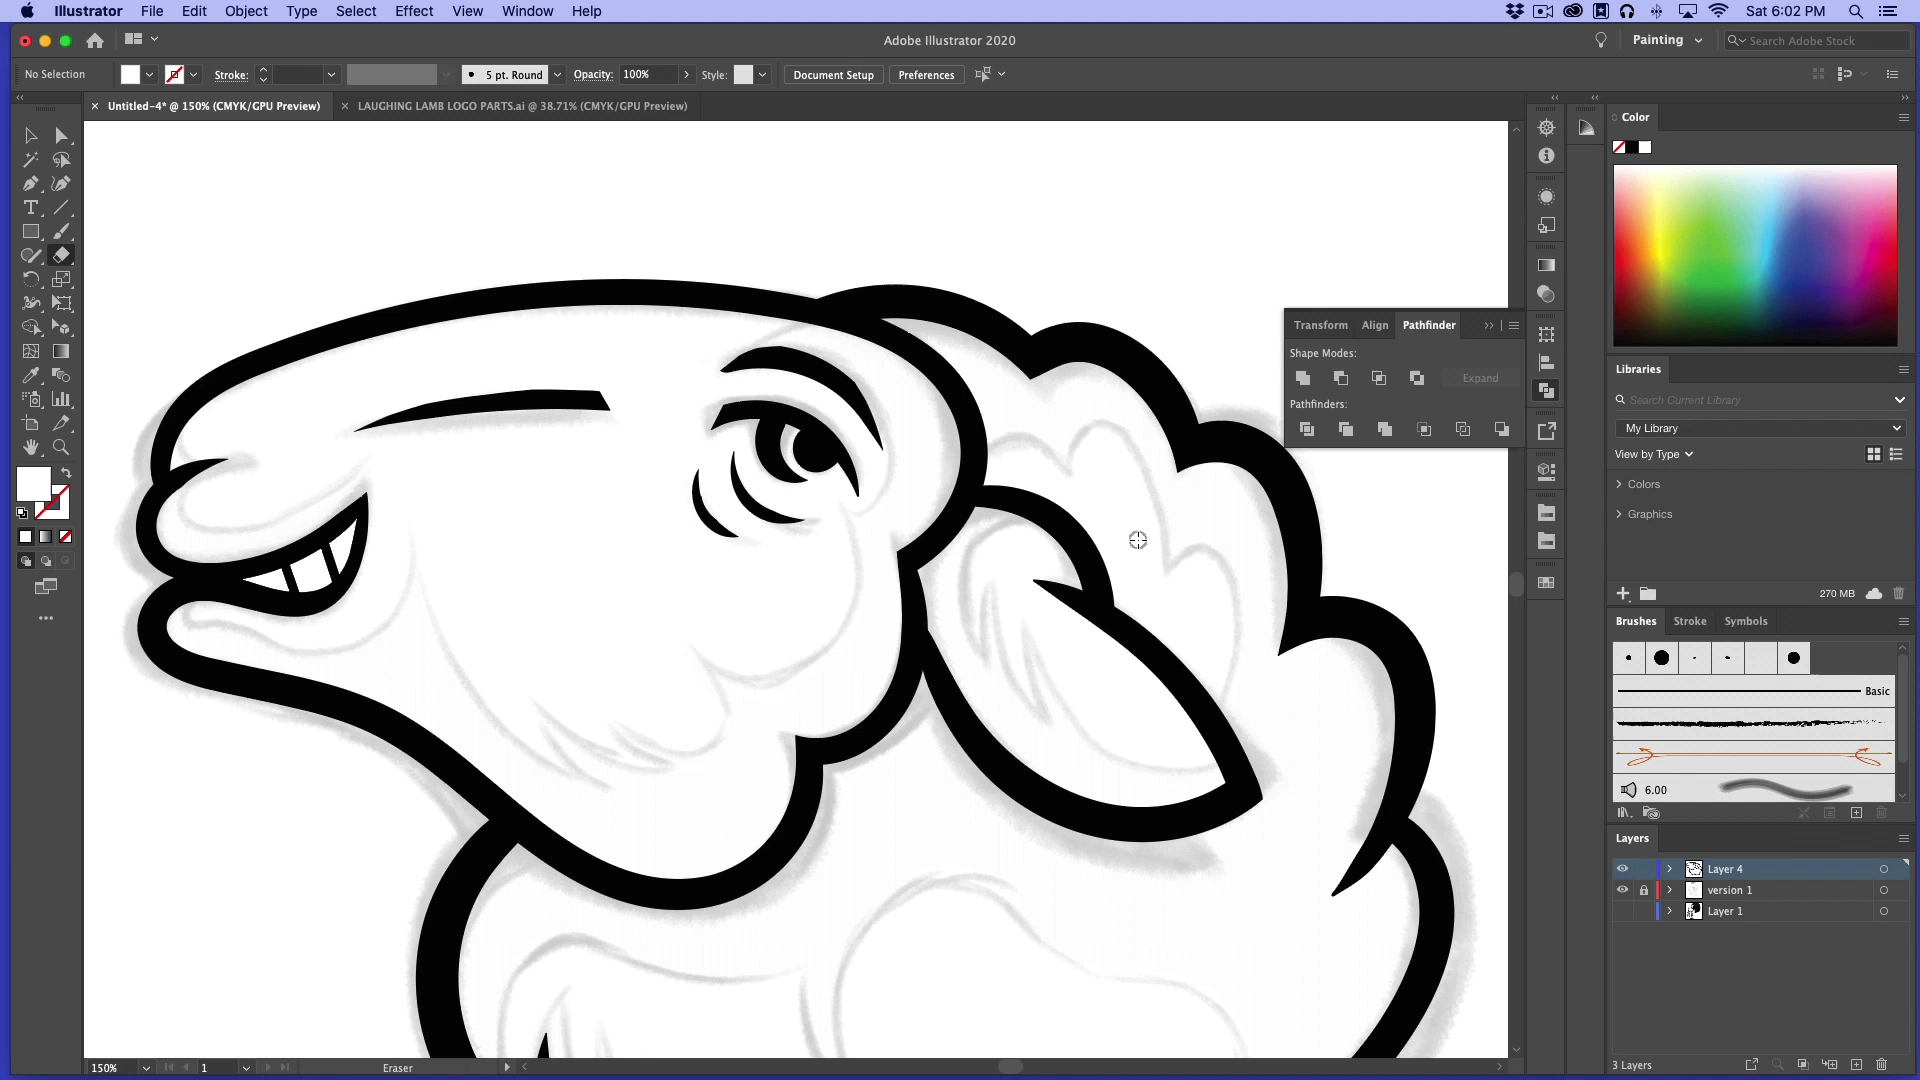 Illustrator File Edit Object Type Select Effect View Window Help Sat 6:02 PM
Adobe Illustrator 2020 Painting Search Adobe Stock
No Selection Stroke: 5 pt. Round Opacity: 100% Style: Document Setup Preferences
Untitled-4* @ 150% (CMYK/GPU Preview) LAUGHING LAMB LOGO PARTS.ai @ 38.71% (CMYK/GPU Preview)
Color
Transform Align Pathfinder
Shape Modes:
Expand
Pathfinders:
Libraries
Search Current Library
My Library
View by Type
Colors
Graphics
270 MB
Brushes Stroke Symbols
Basic
6.00
Layers
Layer 4
version 1
Layer 1
3 Layers
150% 1 Eraser